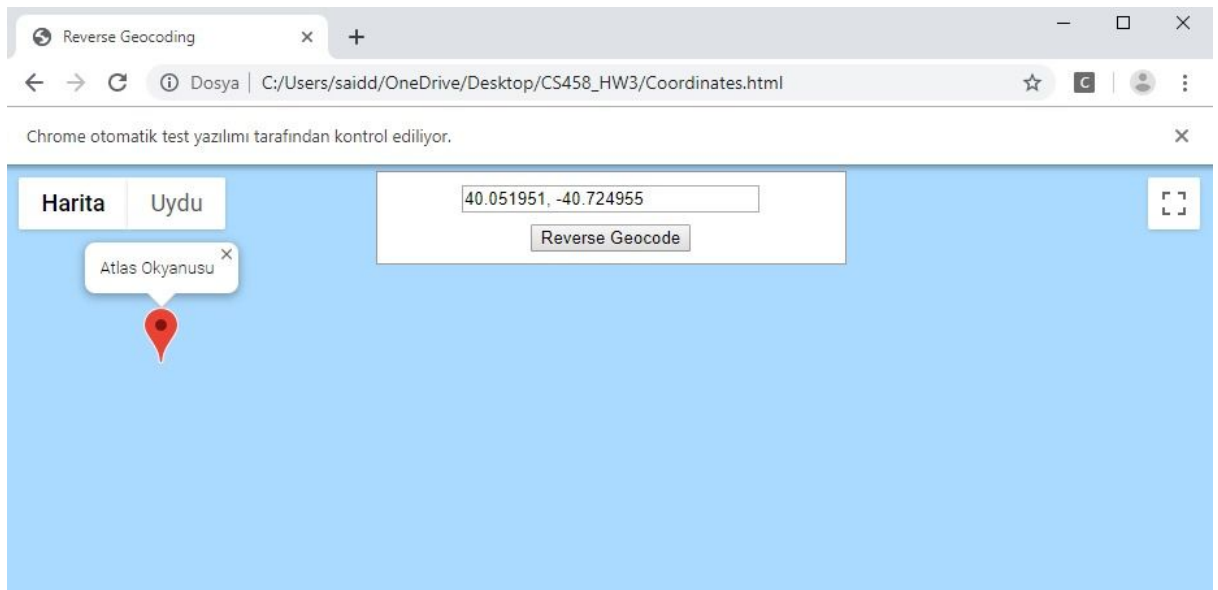 Reverse Geocoding
Dosya | C:/Users/saidd/OneDrive/Desktop/CS458_HW3/Coordinates.html
C
Chrome otomatik test yazılımı tarafından kontrol ediliyor.
Harita Uydu
40.051951, -40.724955
Reverse Geocode
Atlas Okyanusu